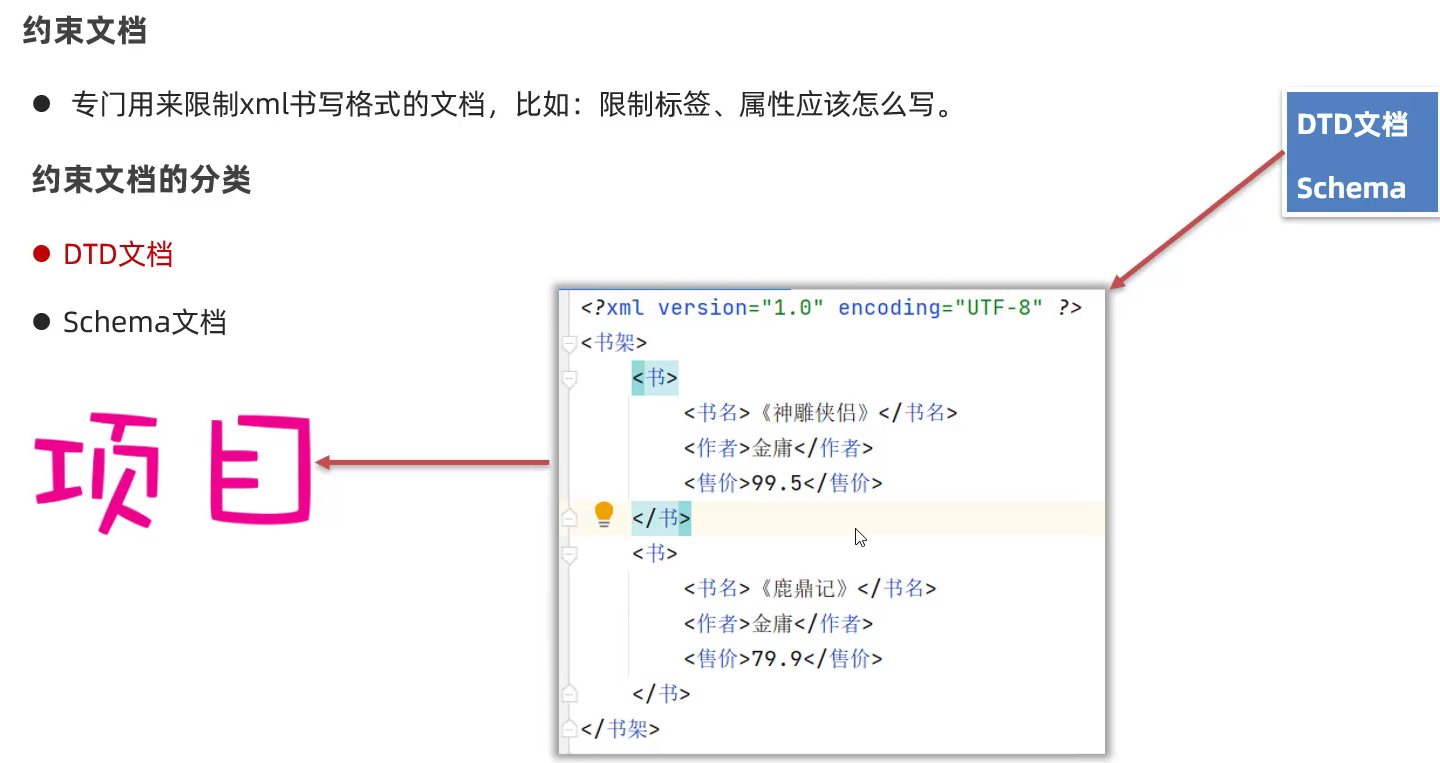 约束文档
专门用来限制xml书写格式的文档，比如：限制标签、属性应该怎么写。
约束文档的分类
DTD文档
Schema文档
DTD文档
Schema
<?xml version="1.0" encoding="UTF-8" ?>
<书架>
<书>
<书名>《神雕侠侣》</书名>
<作者>金庸</作者>
<售价>99.5</售价>
</书>
<书>
<书名>《鹿鼎记》</书名>
<作者>金庸</作者>
<售价>79.9</售价>
</书>
</书架>
项目